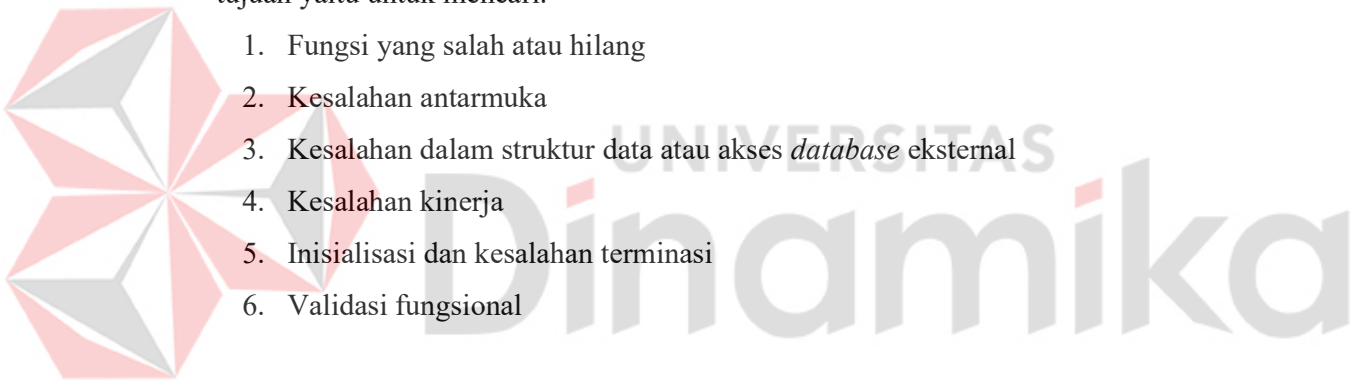 tujuan yaitu untuk mencari:
1. Fungsi yang salah atau hilang
2. Kesalahan antarmuka
3. Kesalahan dalam struktur data atau akses database eksternal
4. Kesalahan kinerja
5. Inisialisasi dan kesalahan terminasi
6. Validasi fungsional
UNIVERSITAS
Dinamika